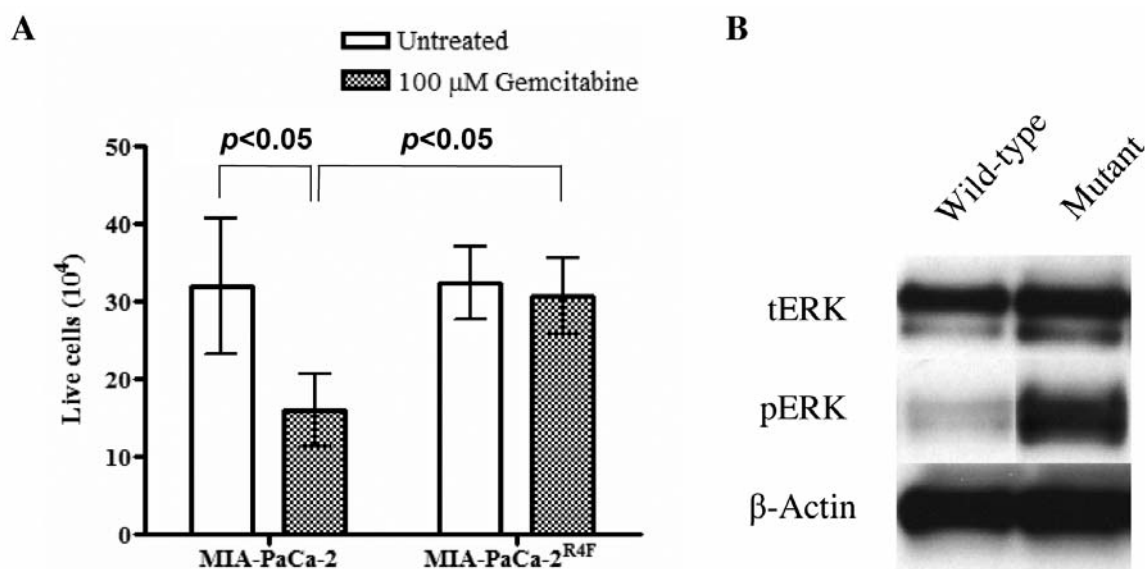 A
Untreated
100 μM Gemcitabine
p<0.05
p<0.05
50
40
30
20
10
0
Live cells (10⁴)
MIA-PaCa-2
MIA-PaCa-2ᴿ⁴ᶠ
B
Wild-type
Mutant
tERK
pERK
β-Actin